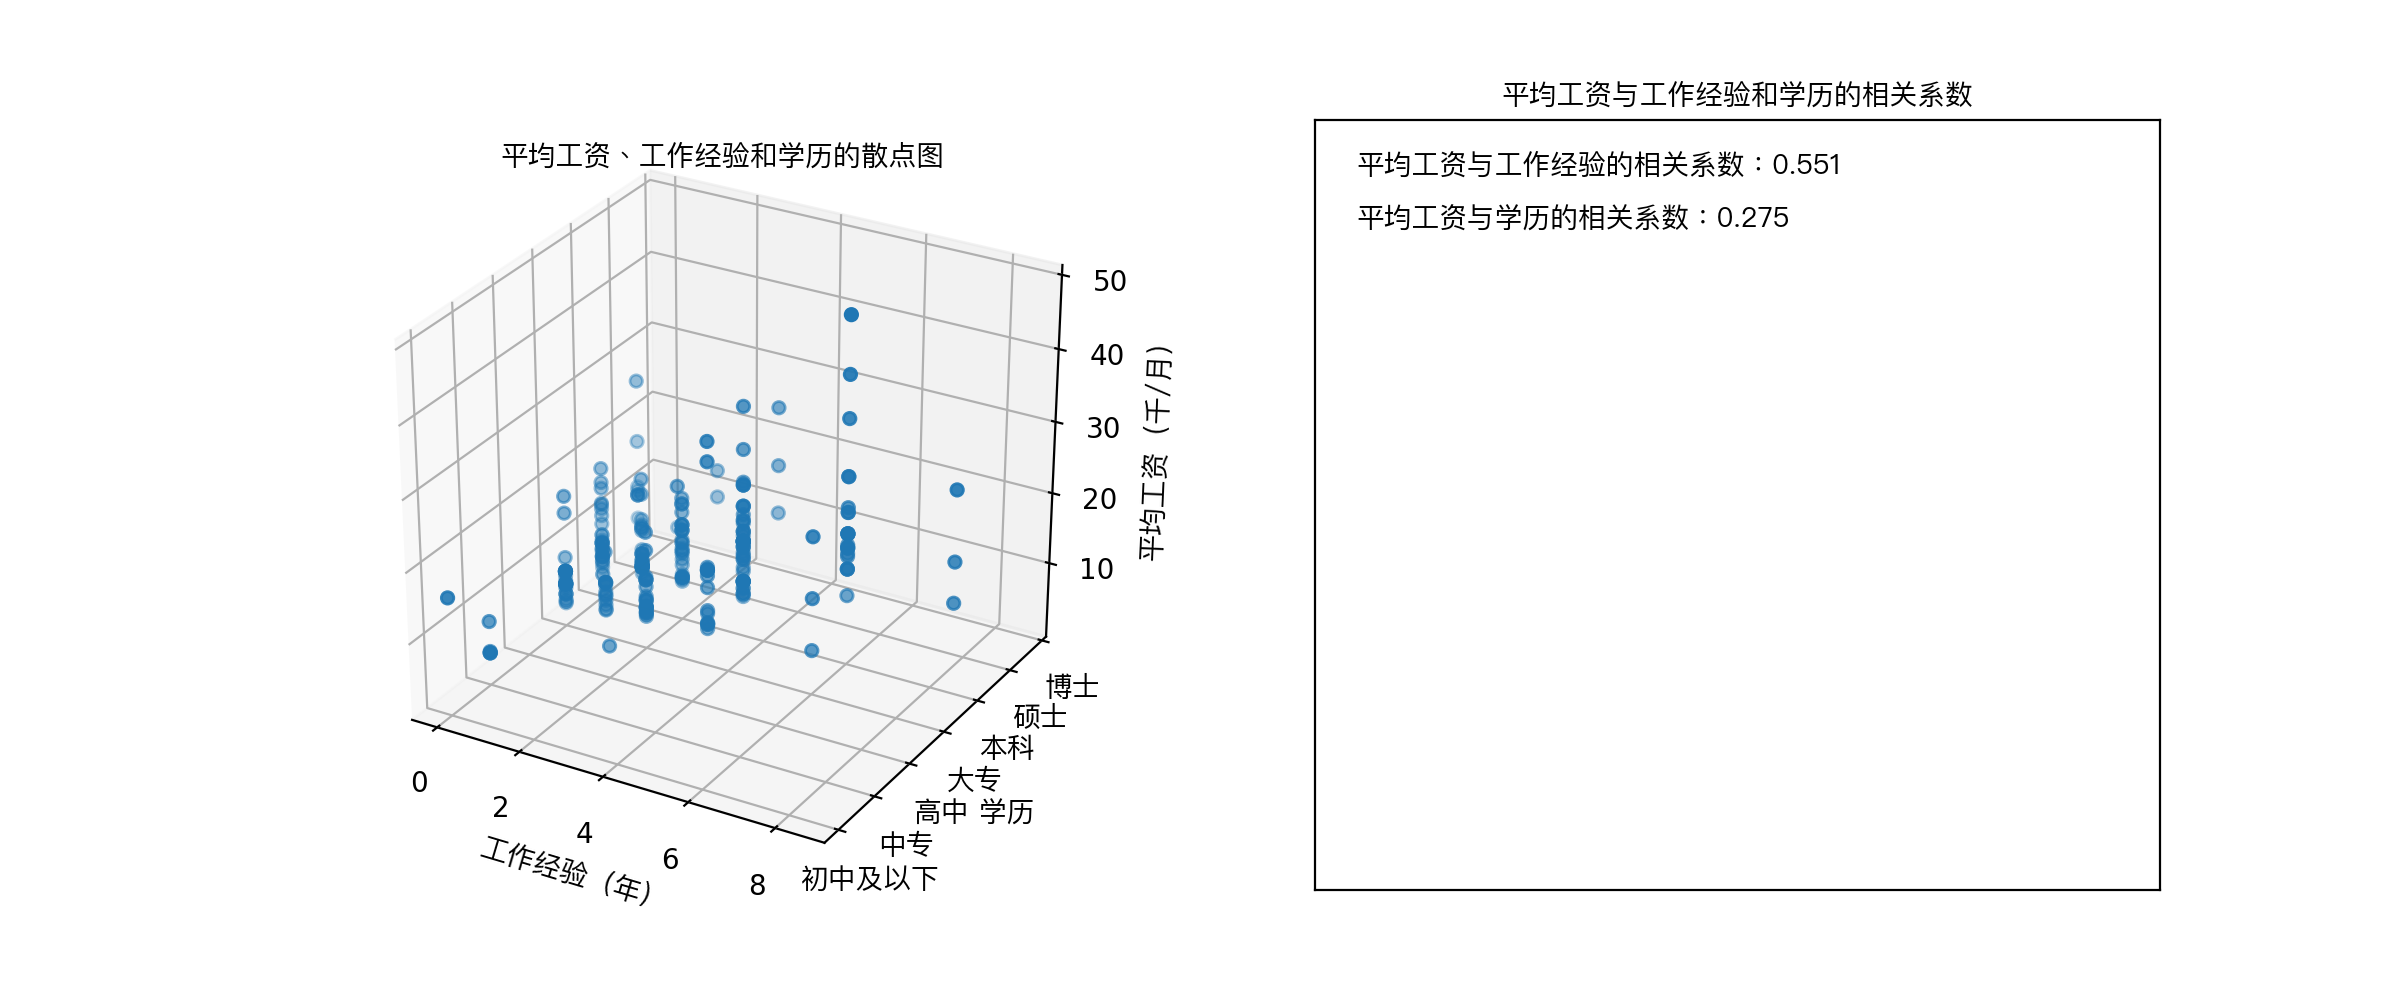 平均工资、工作经验和学历的散点图
50
40
30
20
10
平均工资（千/月）
博士
硕士
本科
大专
高中
学历
中专
初中及以下
0
2
4
6
8
工作经验（年）
平均工资与工作经验和学历的相关系数
平均工资与工作经验的相关系数：0.551
平均工资与学历的相关系数：0.275